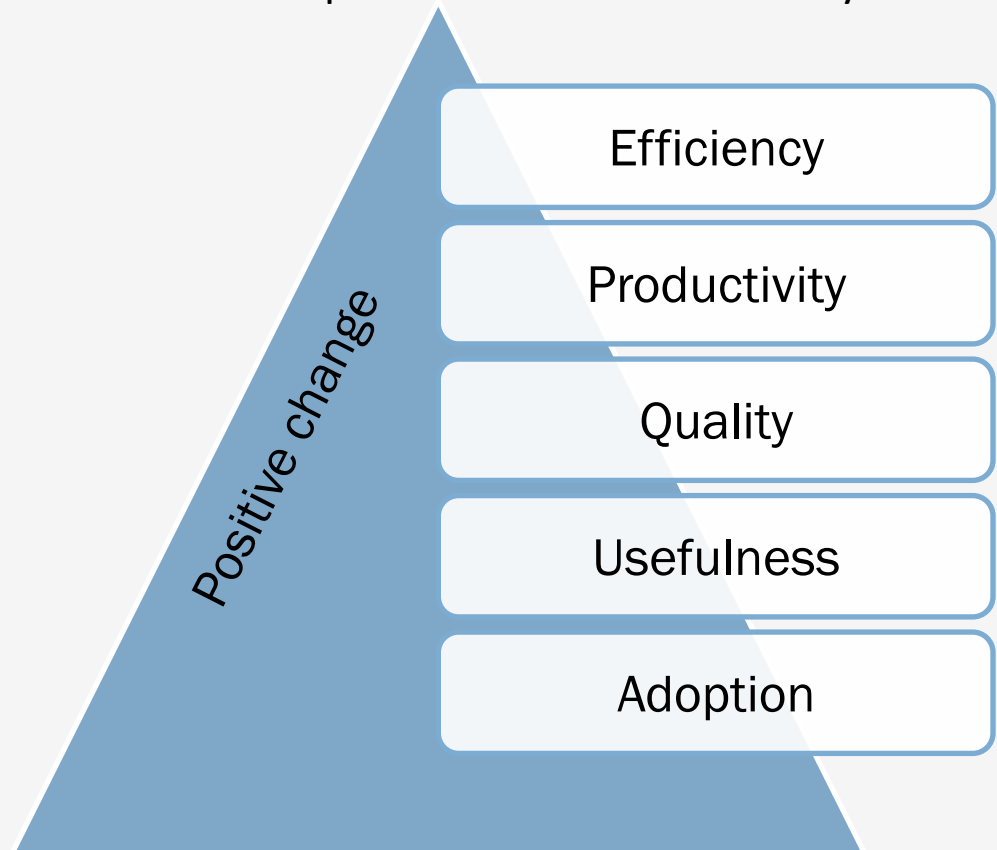 Efficiency
Productivity
Quality
Usefulness
Adoption
Positive change